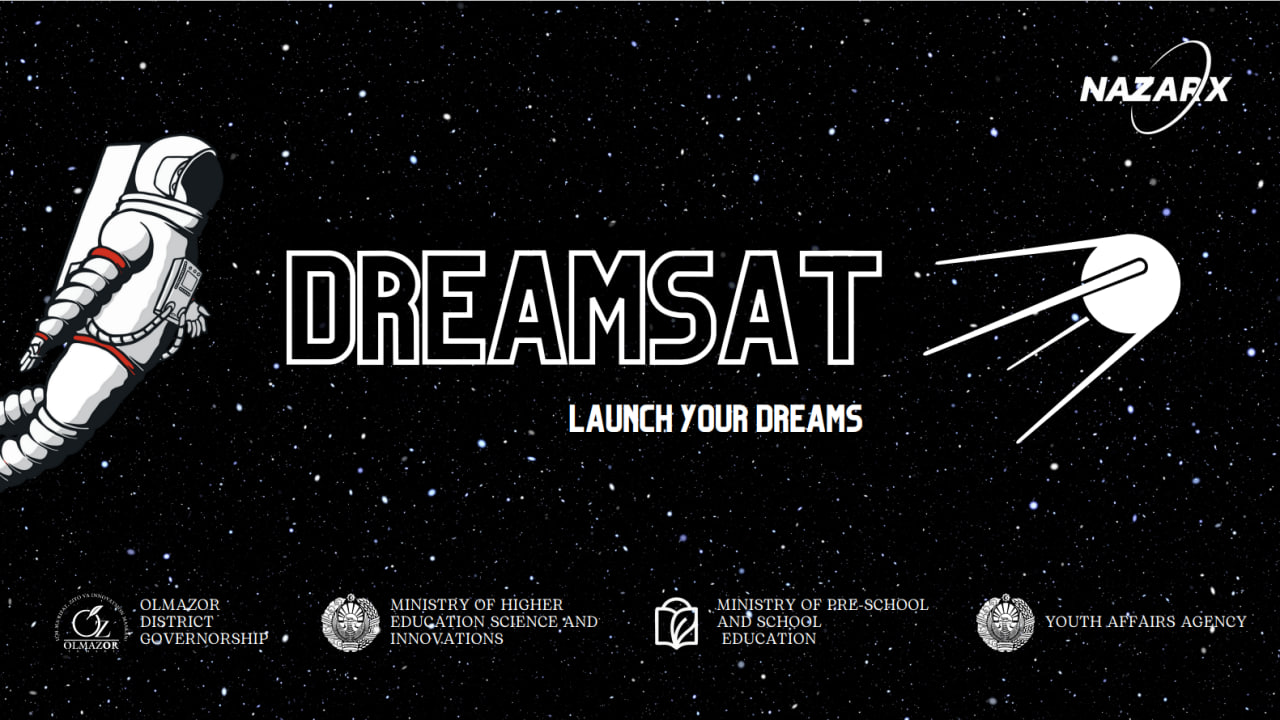 NAZARX
DREAMSAT
LAUNCH YOUR DREAMS
OLMAZOR
DISTRICT
GOVERNORSHIP
OLMAZOR
MINISTRY OF HIGHER
EDUCATION SCIENCE AND
INNOVATIONS
MINISTRY OF PRE-SCHOOL
AND SCHOOL
EDUCATION
YOUTH AFFAIRS AGENCY